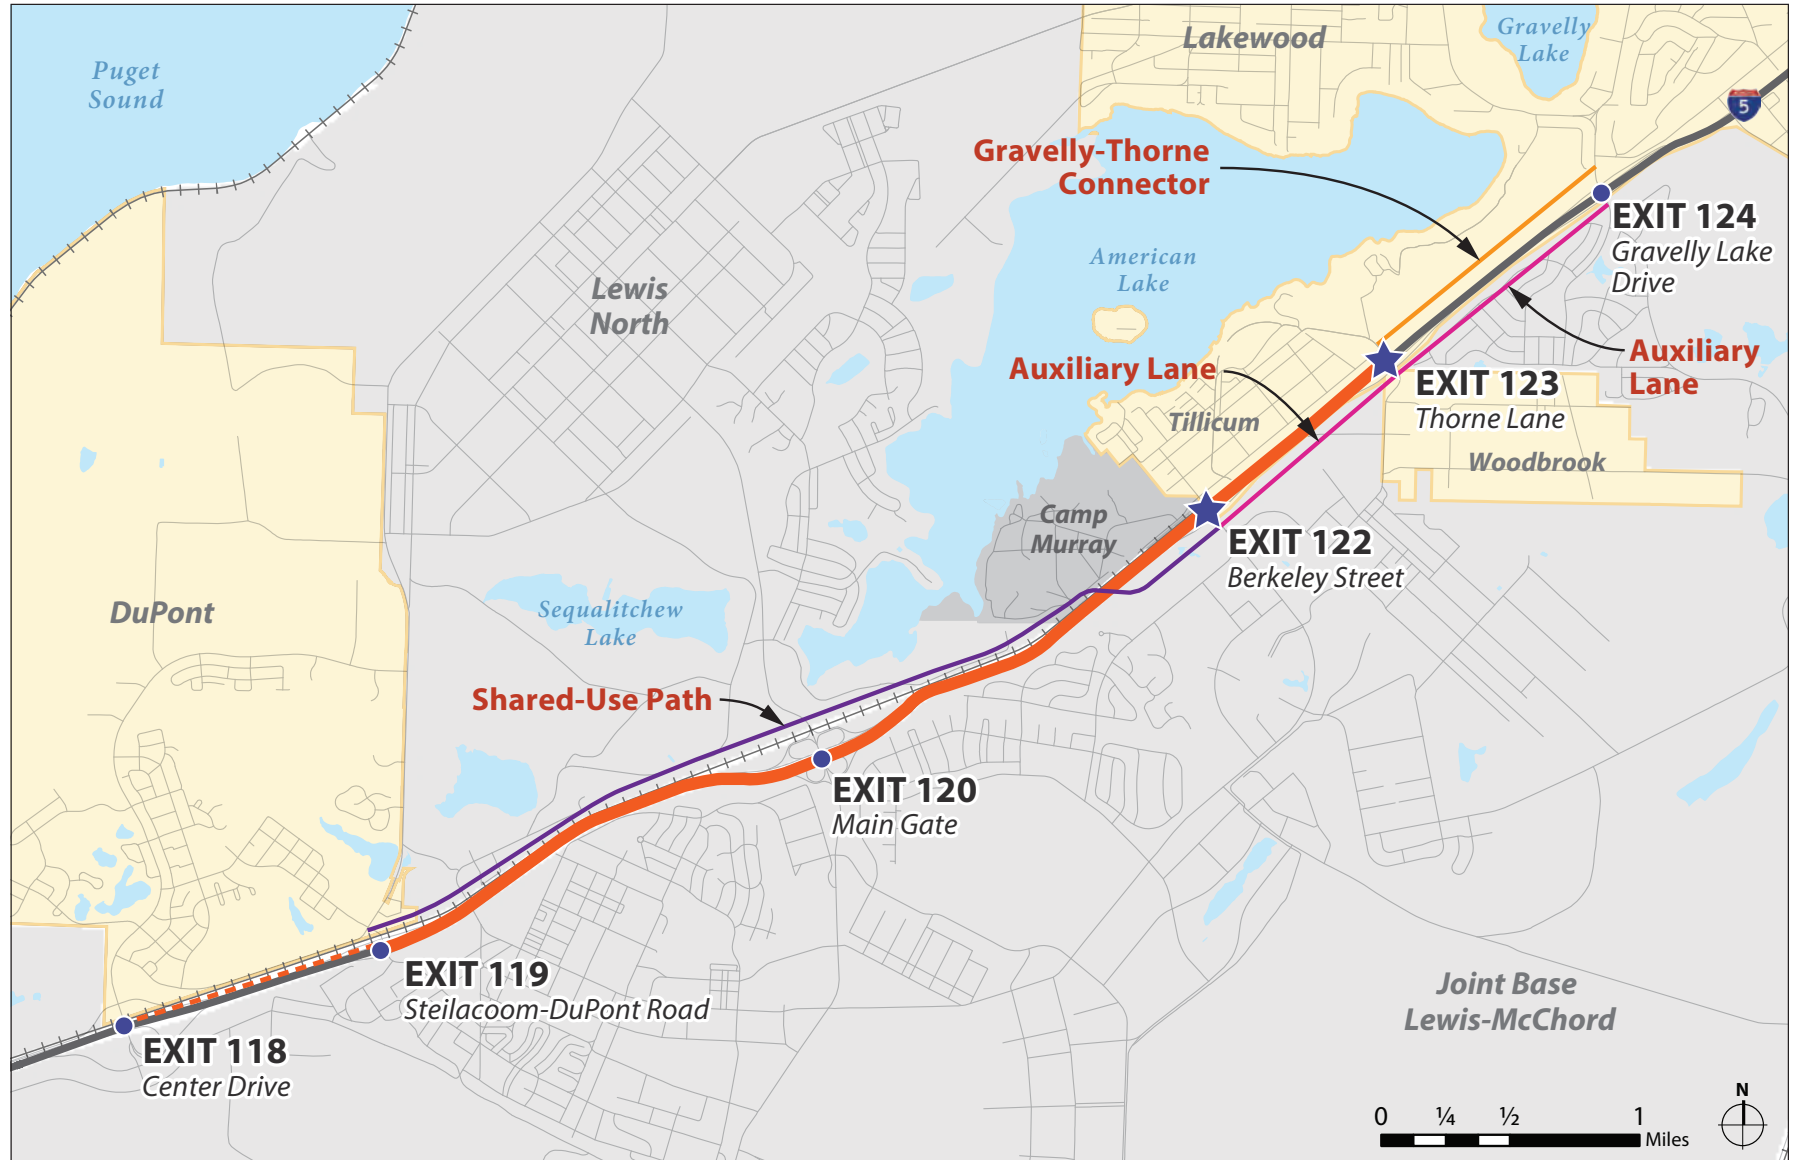 Puget
Sound
Lakewood
Gravelly
Lake
5
Gravelly-Thorne
Connector
EXIT 124
Gravelly Lake
Drive
American
Lake
Lewis
North
Auxiliary Lane
Auxiliary
Lane
EXIT 123
Thorne Lane
Tillicum
Woodbrook
Camp
Murray
EXIT 122
Berkeley Street
DuPont
Sequalitchew
Lake
Shared-Use Path
EXIT 120
Main Gate
EXIT 119
Steilacoom-DuPont Road
Joint Base
Lewis-McChord
EXIT 118
Center Drive
N
0 ¼ ½ 1
Miles